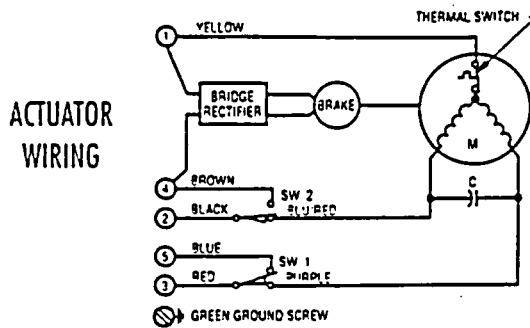 THERMAL SWITCH
1 YELLOW
BRIDGE RECTIFIER
BRAKE
ACTUATOR WIRING
M
4 BROWN
SW. 2
C
2 BLACK
BLU/RED
5 BLUE
SW. 1
3 RED
PURPLE
GREEN GROUND SCREW